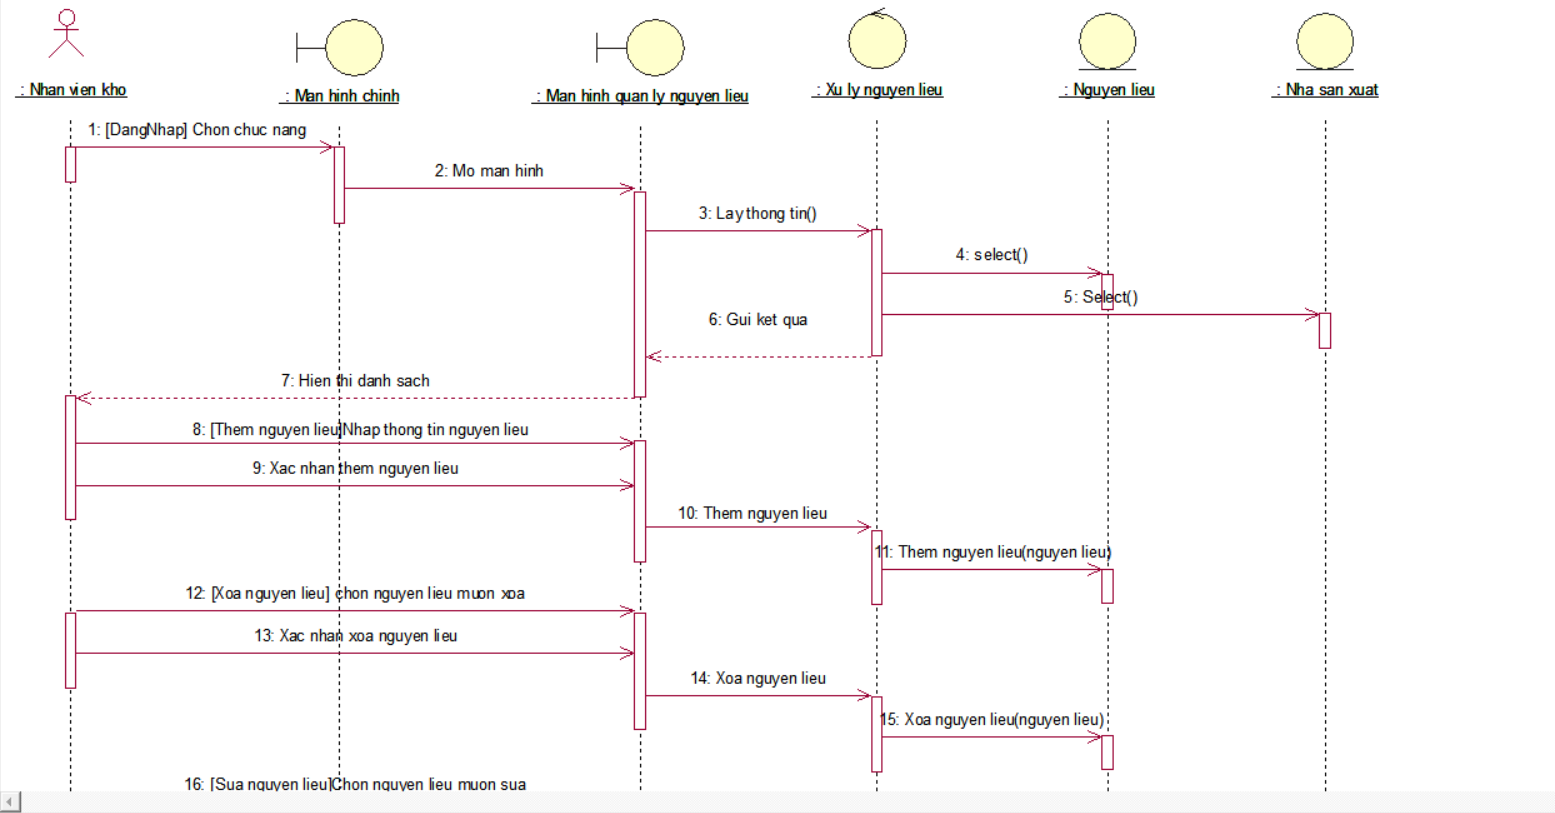 : Nhan vien kho
: Man hinh chinh
: Man hinh quan ly nguyen lieu
: Xu ly nguyen lieu
: Nguyen lieu
: Nha san xuat
1: [DangNhap] Chon chuc nang
2: Mo man hinh
3: Lay thong tin()
4: select()
5: Select()
6: Gui ket qua
7: Hien thi danh sach
8: [Them nguyen lieu]Nhap thong tin nguyen lieu
9: Xac nhan them nguyen lieu
10: Them nguyen lieu
11: Them nguyen lieu(nguyen lieu)
12: [Xoa nguyen lieu] chon nguyen lieu muon xoa
13: Xac nhan xoa nguyen lieu
14: Xoa nguyen lieu
15: Xoa nguyen lieu(nguyen lieu)
16: [Sua nguyen lieu]Chon nguyen lieu muon sua